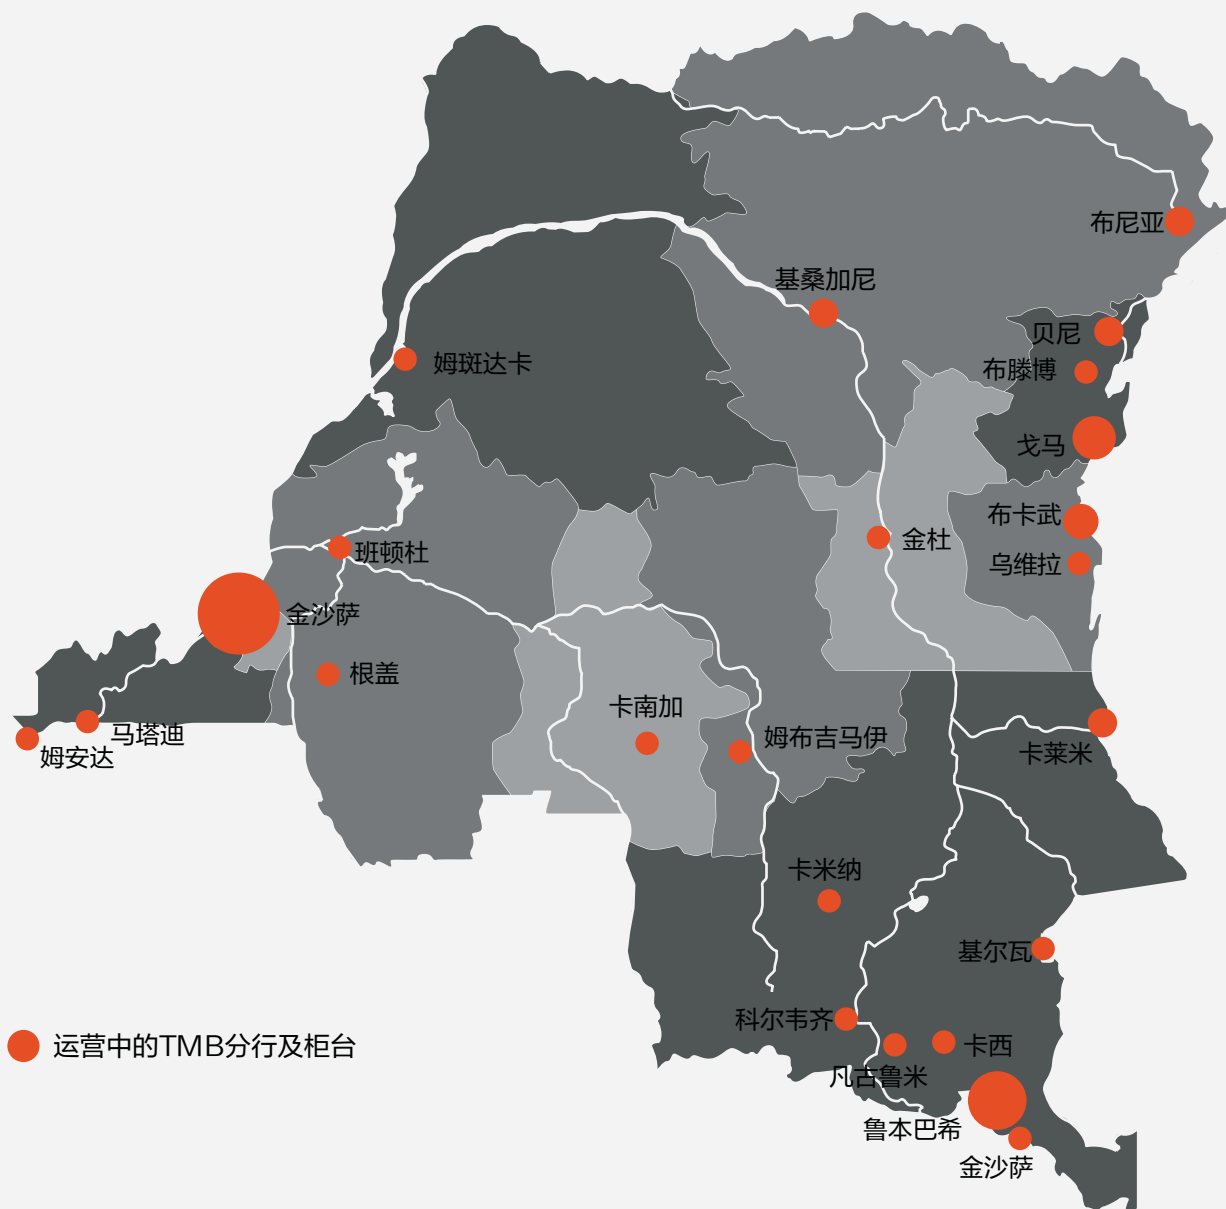 布尼亚
基桑加尼
贝尼
姆斑达卡
布滕博
戈马
布卡武
金杜
班顿杜
乌维拉
金沙萨
根盖
卡南加
马塔迪
姆布吉马伊
姆安达
卡莱米
卡米纳
基尔瓦
科尔韦齐
运营中的TMB分行及柜台
卡西
凡古鲁米
鲁本巴希
金沙萨